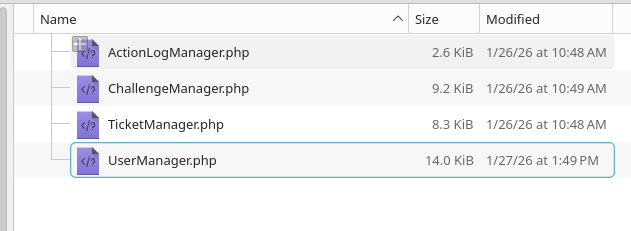 Name Size Modified
ActionLogManager.php 2.6 KiB 1/26/26 at 10:48 AM
ChallengeManager.php 9.2 KiB 1/26/26 at 10:49 AM
TicketManager.php 8.3 KiB 1/26/26 at 10:48 AM
UserManager.php 14.0 KiB 1/27/26 at 1:49 PM